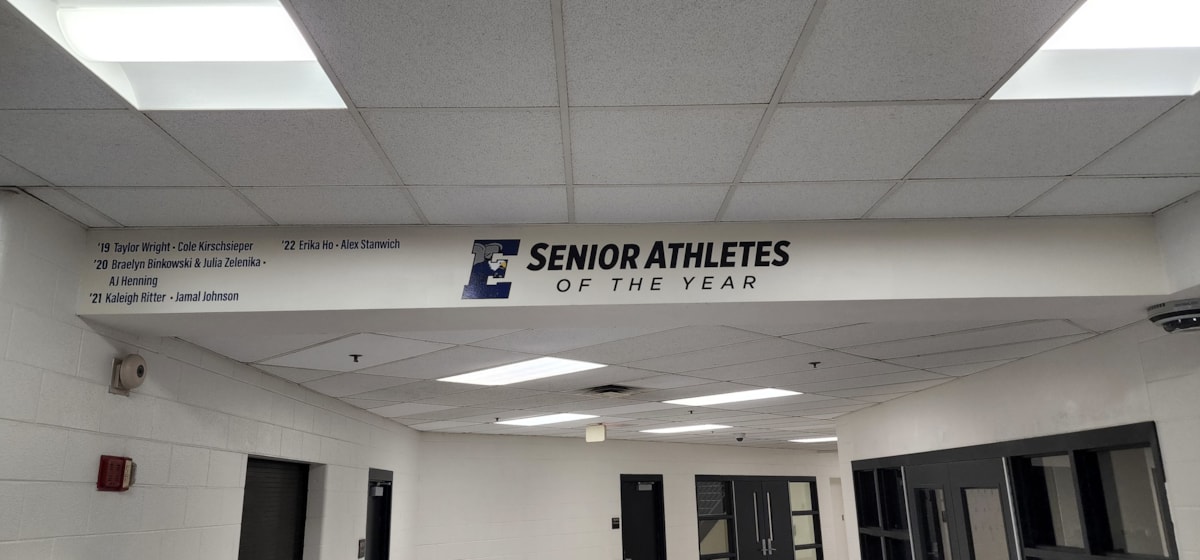 '19 Taylor Wright • Cole Kirschsieper
'20 Braelyn Binkowski & Julia Zelenika •
AJ Henning
'21 Kaleigh Ritter • Jamal Johnson
'22 Erika Ho • Alex Stanwich
E
SENIOR ATHLETES
OF THE YEAR